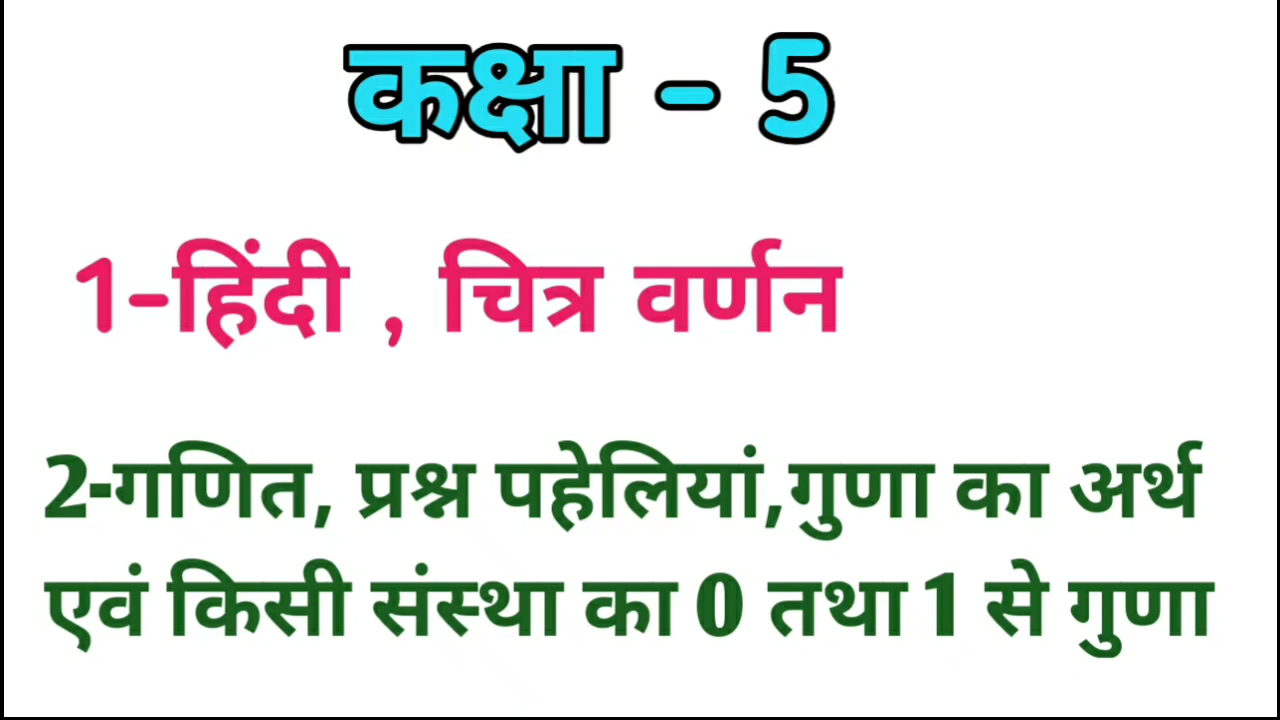 कक्षा - 5
1-हिंदी , चित्र वर्णन
2-गणित, प्रश्न पहेलियां,गुणा का अर्थ
एवं किसी संस्था का 0 तथा 1 से गुणा